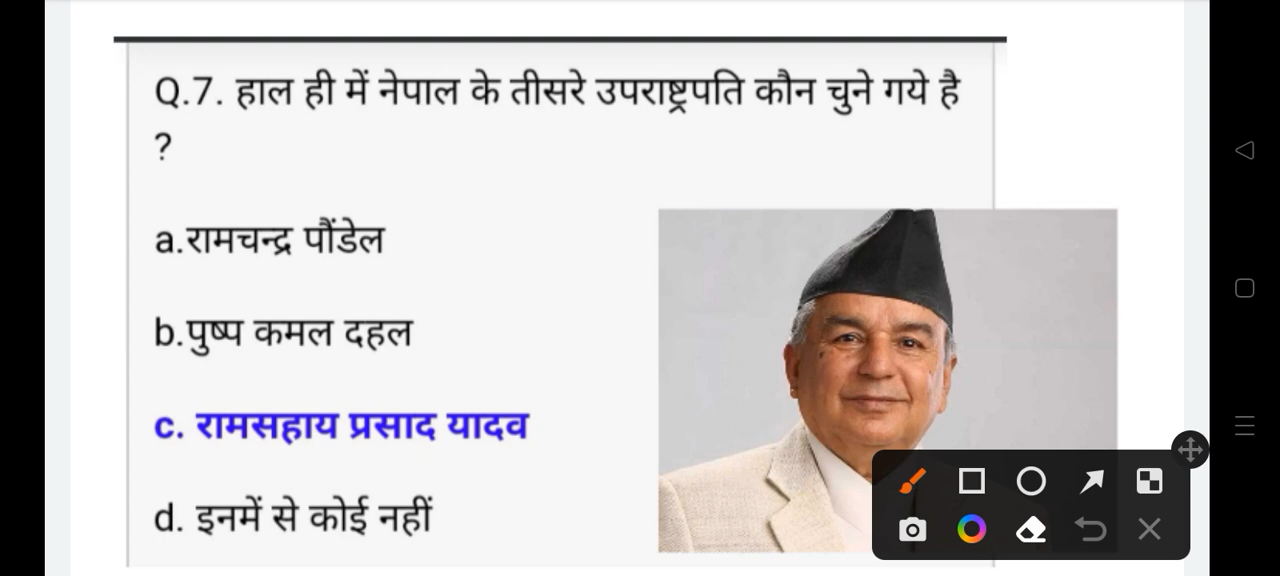 Q.7. हाल ही में नेपाल के तीसरे उपराष्ट्रपति कौन चुने गये है
?
a.रामचन्द्र पौंडेल
b.पुष्प कमल दहल
c. रामसहाय प्रसाद यादव
d. इनमें से कोई नहीं